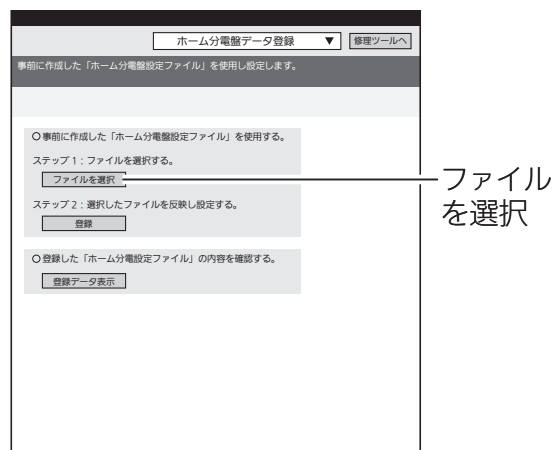 ホーム分電盤データ登録 ▼ 修理ツールへ
事前に作成した「ホーム分電盤設定ファイル」を使用し設定します。
○事前に作成した「ホーム分電盤設定ファイル」を使用する。
ステップ1：ファイルを選択する。
ファイルを選択
ステップ2：選択したファイルを反映し設定する。
登録
○登録した「ホーム分電設定ファイル」の内容を確認する。
登録データ表示
ファイル
を選択